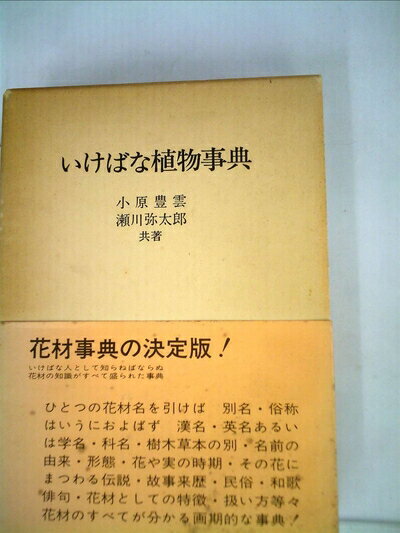 いけばな植物事典
小原豊雲
瀬川弥太郎
共著
花材事典の決定版!
いけばな人として知らねばならぬ
花材の知識がすべて盛られた事典
ひとつの花材名を引けば 別名・俗称
はいうにおよばず 漢名・英名あるい
は学名・科名・樹木草本の別・名前の
由来・形態・花や実の時期・その花に
まつわる伝説・故事来歴・民俗・和歌
俳句・花材としての特徴・扱い方等々
花材のすべてが分かる画期的な事典!